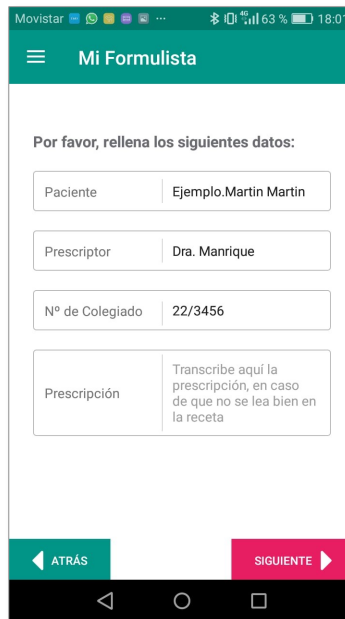 Movistar ... 4G 63 % 18:01
Mi Formulista
Por favor, rellena los siguientes datos:
Paciente Ejemplo.Martin Martin
Prescriptor Dra. Manrique
Nº de Colegiado 22/3456
Prescripción
Transcribe aquí la
prescripción, en caso
de que no se lea bien en
la receta
ATRÁS SIGUIENTE